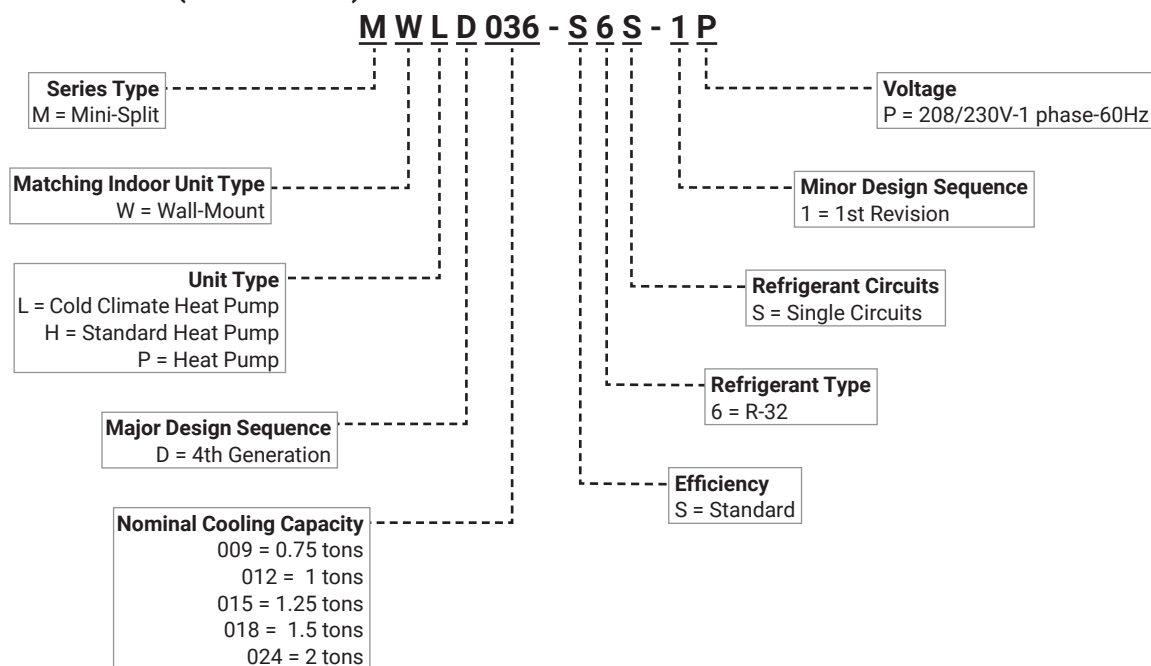 M W L D 036 - S 6 S - 1 P
Series Type
M = Mini-Split
Voltage
P = 208/230V-1 phase-60Hz
Matching Indoor Unit Type
W = Wall-Mount
Minor Design Sequence
1 = 1st Revision
Unit Type
L = Cold Climate Heat Pump
H = Standard Heat Pump
P = Heat Pump
Refrigerant Circuits
S = Single Circuits
Refrigerant Type
6 = R-32
Major Design Sequence
D = 4th Generation
Efficiency
S = Standard
Nominal Cooling Capacity
009 = 0.75 tons
012 = 1 tons
015 = 1.25 tons
018 = 1.5 tons
024 = 2 tons